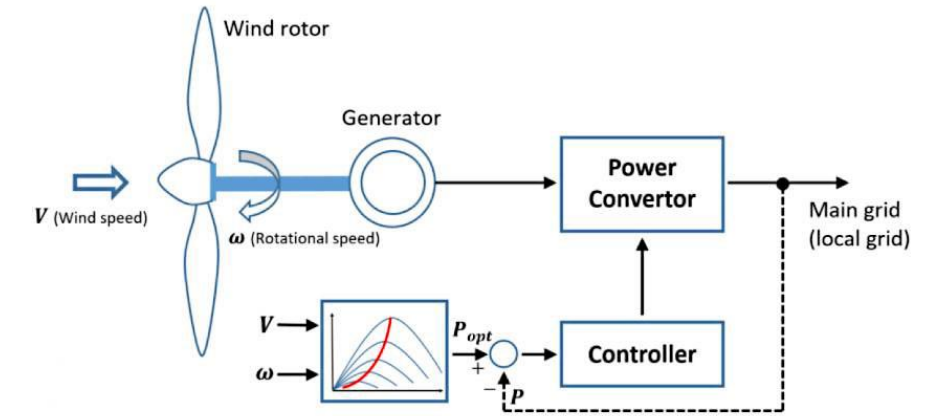 Wind rotor
Generator
V (Wind speed)
ω (Rotational speed)
Power
Convertor
Main grid
(local grid)
V
ω
P_opt
+
−
P
Controller